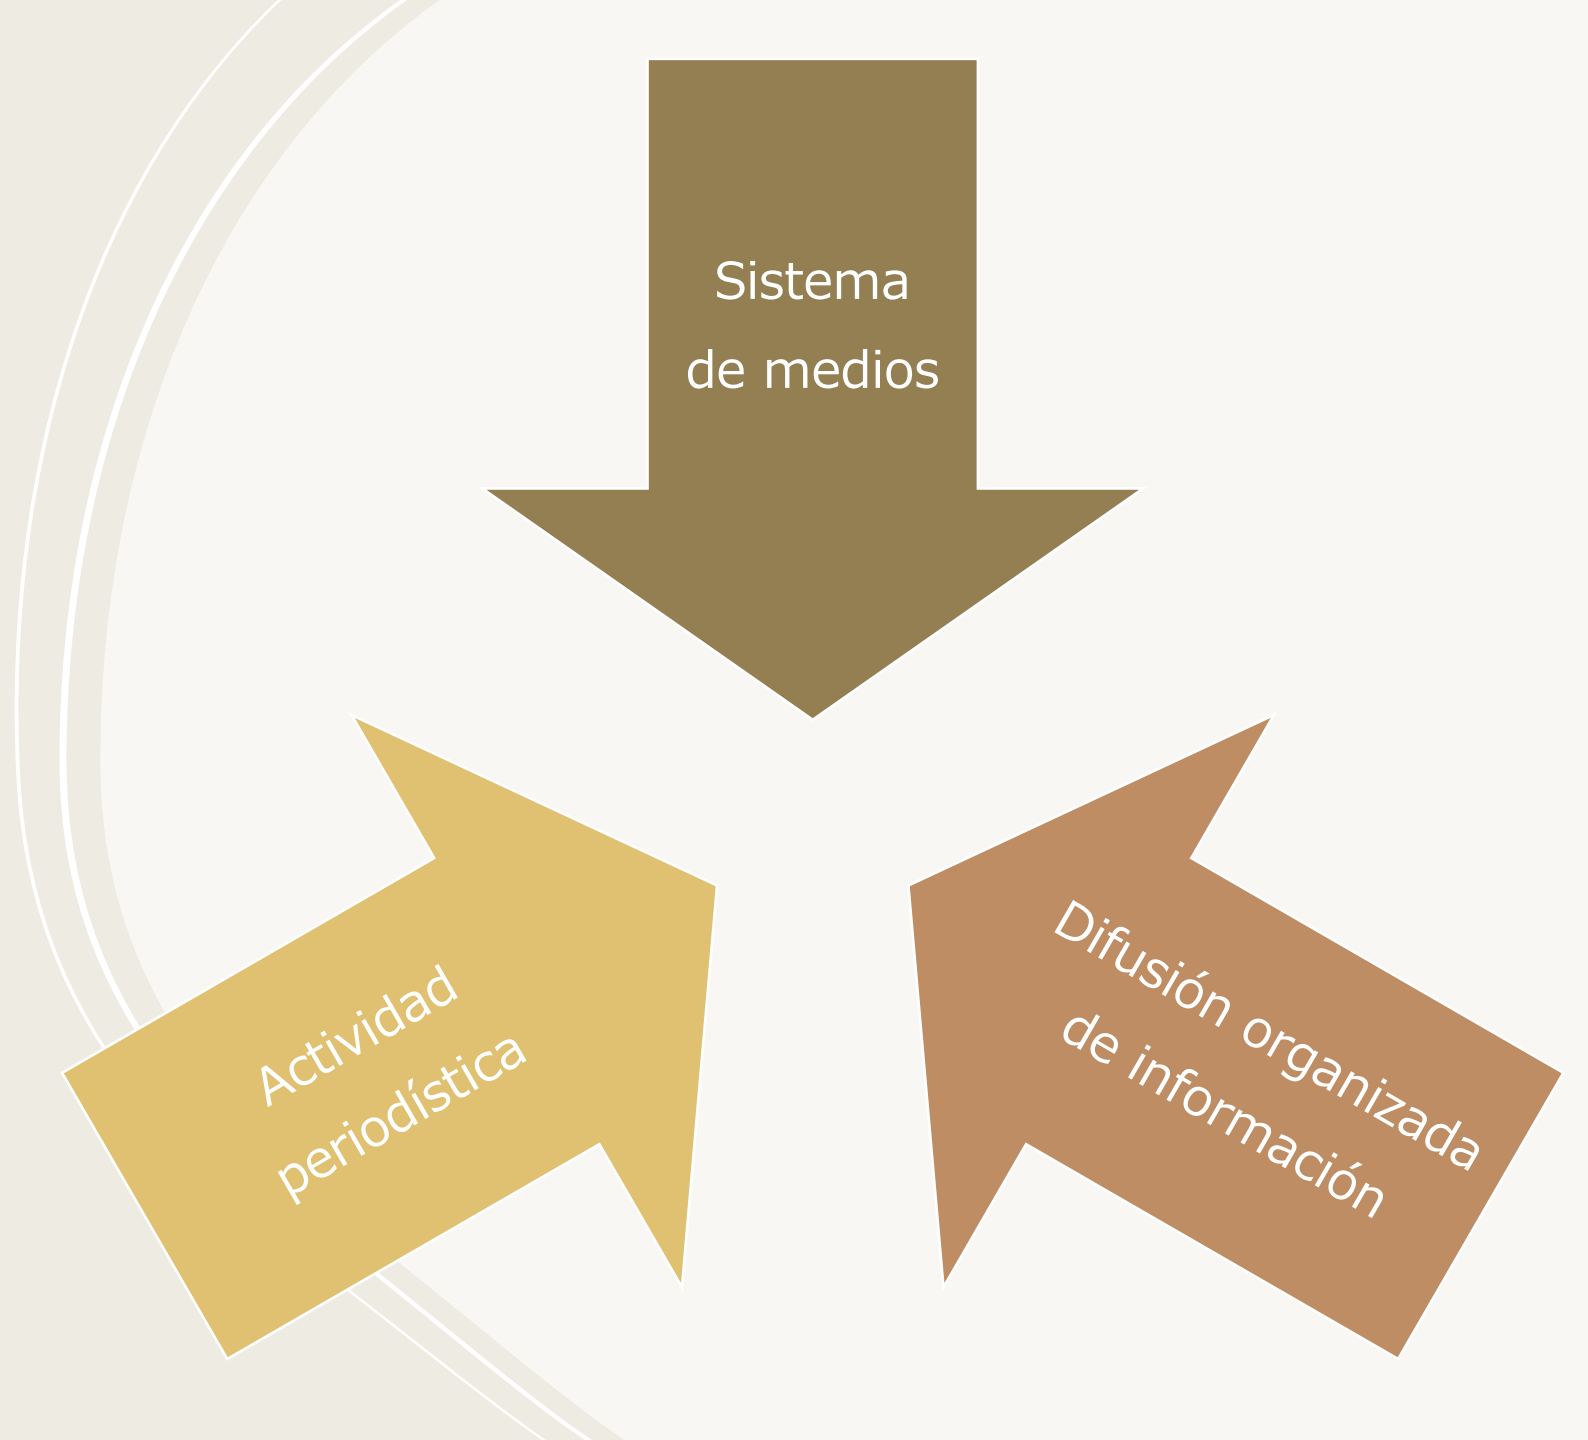 Sistema
de medios
Actividad
periodística
Difusión organizada
de información